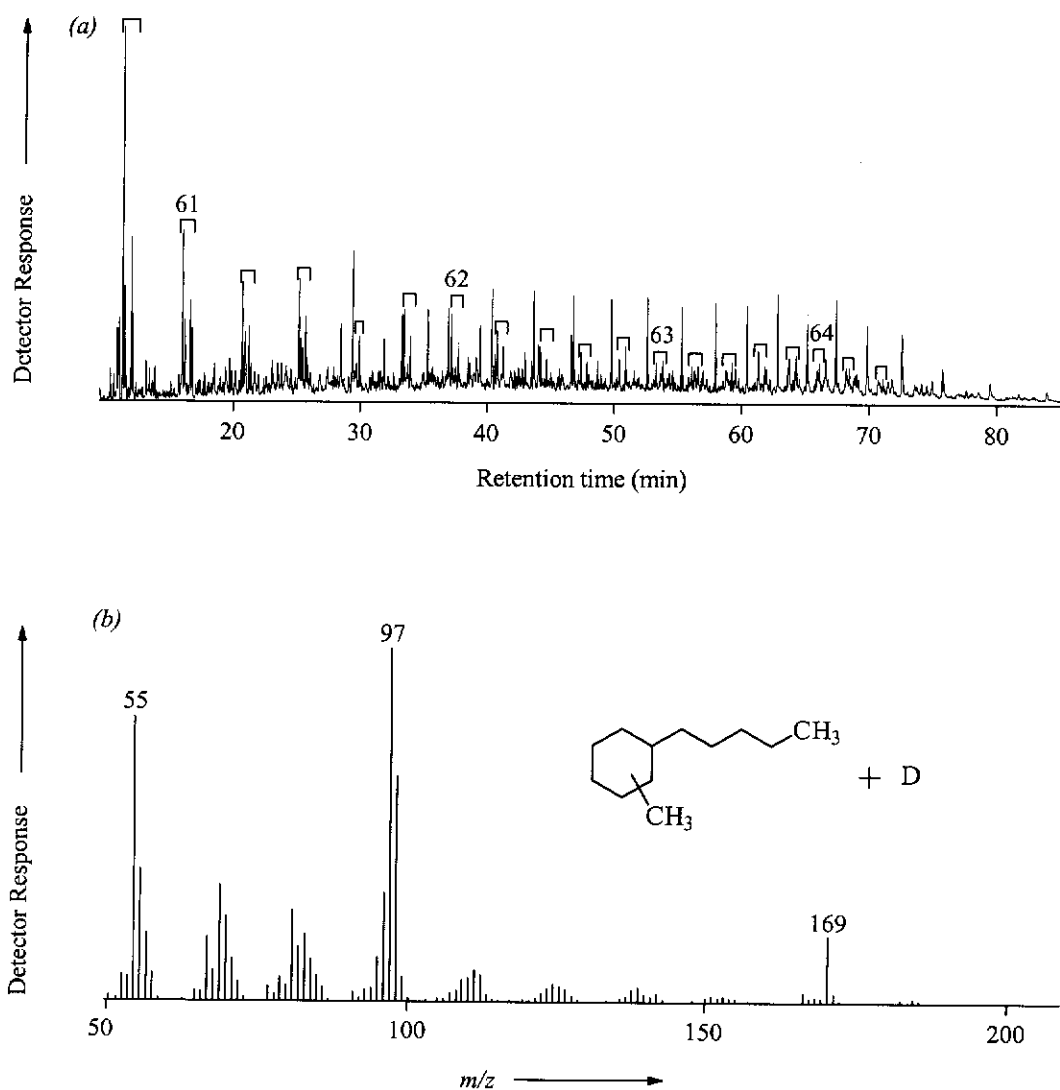 (a)
Detector Response
61
62
63
64
20 30 40 50 60 70 80
Retention time (min)
(b)
Detector Response
97
55
CH3
+ D
CH3
169
50 100 150 200
m/z